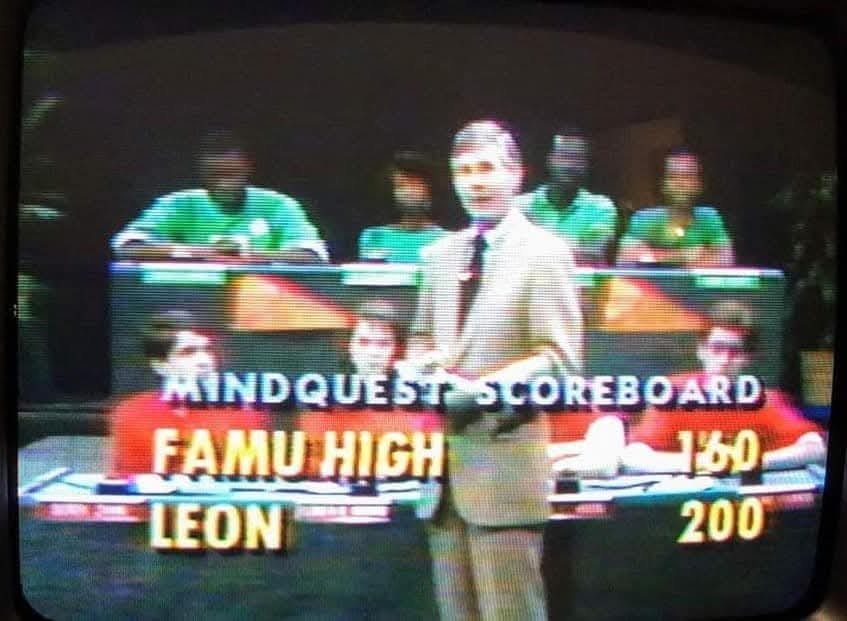 MINDQUEST SCOREBOARD
FAMU HIGH 160
LEON 200